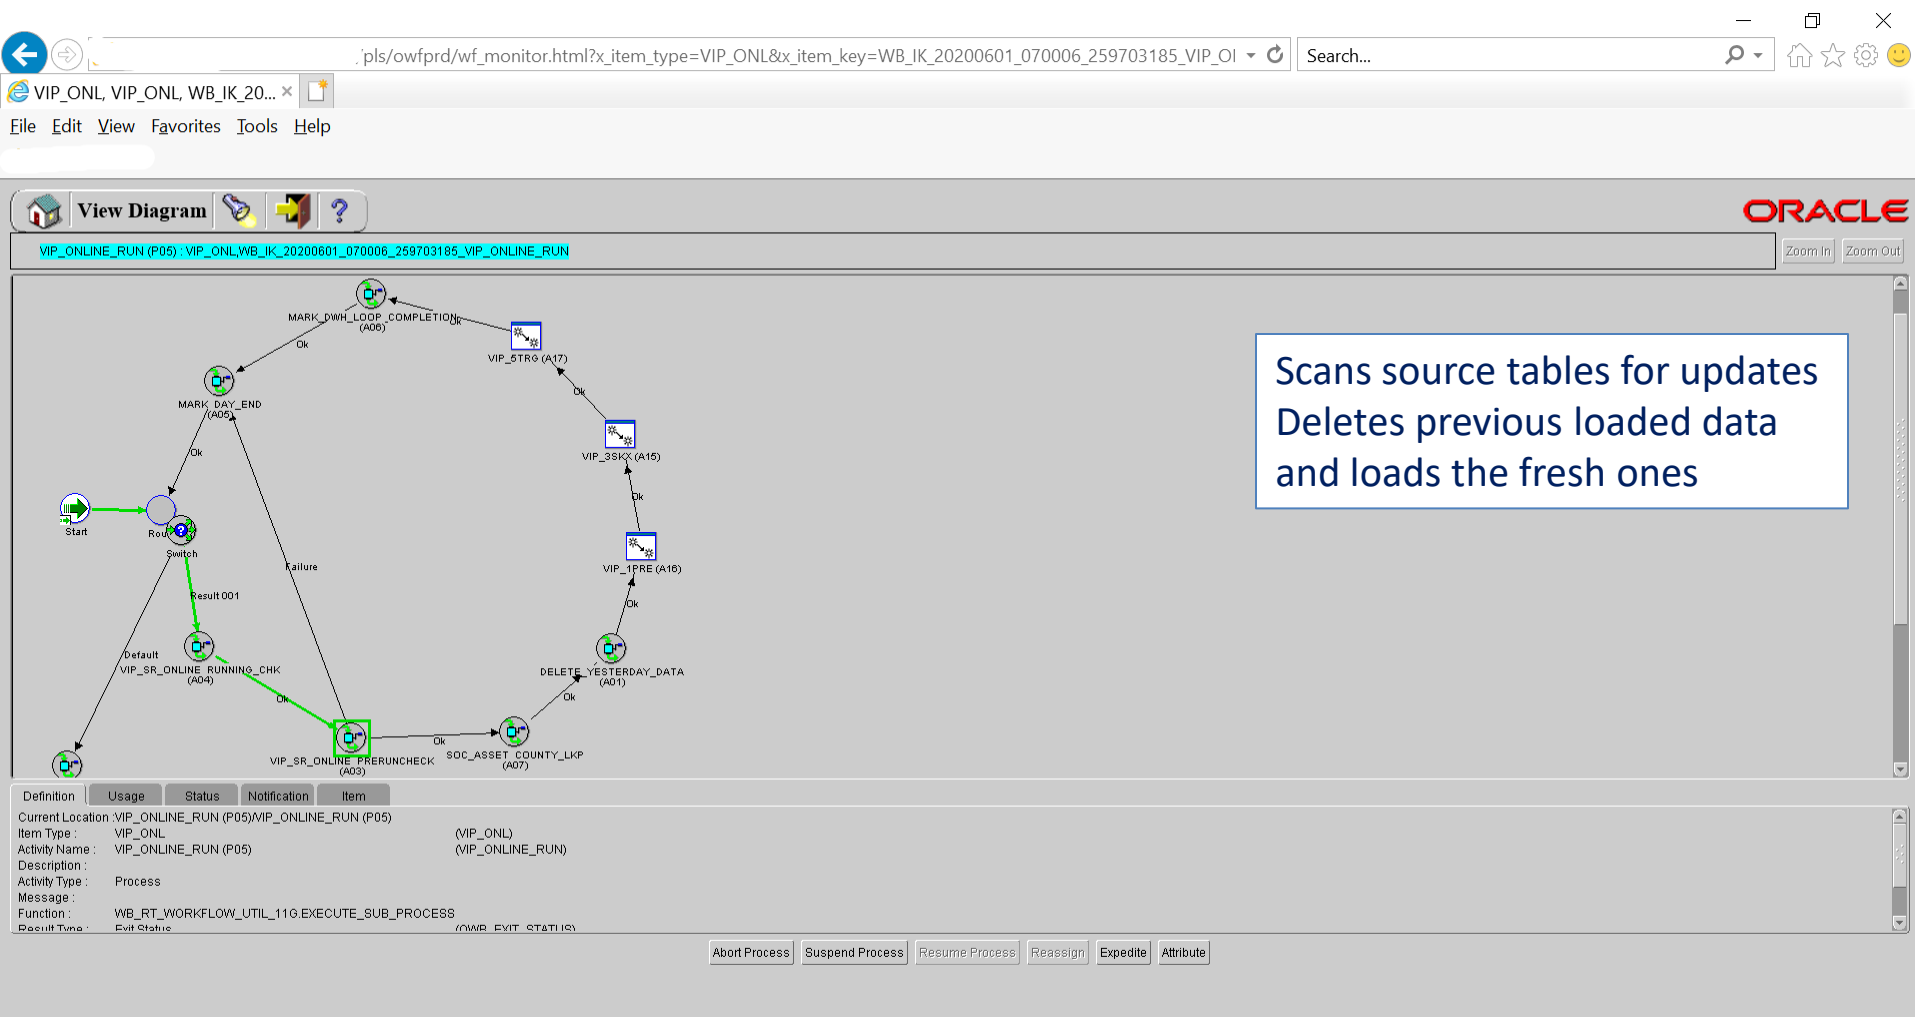 /pls/owfprd/wf_monitor.html?x_item_type=VIP_ONL&x_item_key=WB_IK_20200601_070006_259703185_VIP_OI
Search...
VIP_ONL, VIP_ONL, WB_IK_20...
File Edit View Favorites Tools Help
View Diagram
ORACLE
VIP_ONLINE_RUN (P05) : VIP_ONL,WB_IK_20200601_070006_259703185_VIP_ONLINE_RUN
Zoom In Zoom Out
MARK_DWH_LOOP_COMPLETION
(A06)
Ok
Ok
VIP_5TRG (A17)
Ok
MARK_DAY_END
(A05)
Ok
VIP_3SKX (A15)
Ok
Start
Switch
VIP_1PRE (A16)
Failure
Result 001
Ok
Default
VIP_SR_ONLINE_RUNNING_CHK
(A04)
DELETE_YESTERDAY_DATA
(A01)
Ok
Ok
Ok
SOC_ASSET_COUNTY_LKP
(A07)
VIP_SR_ONLINE_PRERUNCHECK
(A03)
Scans source tables for updates
Deletes previous loaded data
and loads the fresh ones
Definition Usage Status Notification Item
Current Location :VIP_ONLINE_RUN (P05)/VIP_ONLINE_RUN (P05)
Item Type : VIP_ONL (VIP_ONL)
Activity Name : VIP_ONLINE_RUN (P05) (VIP_ONLINE_RUN)
Description :
Activity Type : Process
Message :
Function : WB_RT_WORKFLOW_UTIL_11G.EXECUTE_SUB_PROCESS
Result Type : Exit Status (OWB_EXIT_STATUS)
Abort Process Suspend Process Resume Process Reassign Expedite Attribute